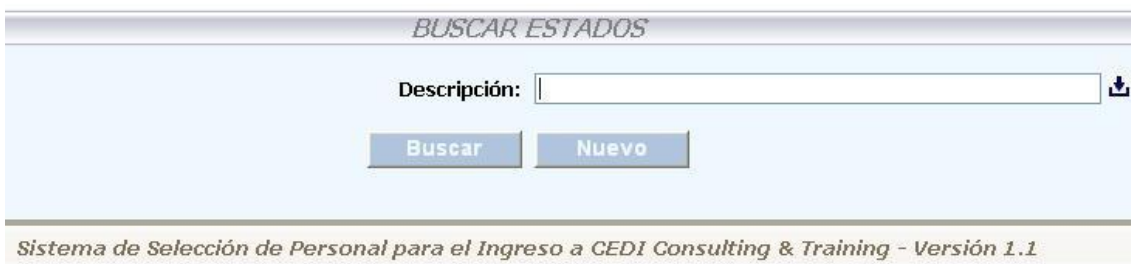 BUSCAR ESTADOS
Descripción:
Buscar Nuevo
Sistema de Selección de Personal para el Ingreso a CEDI Consulting & Training - Versión 1.1